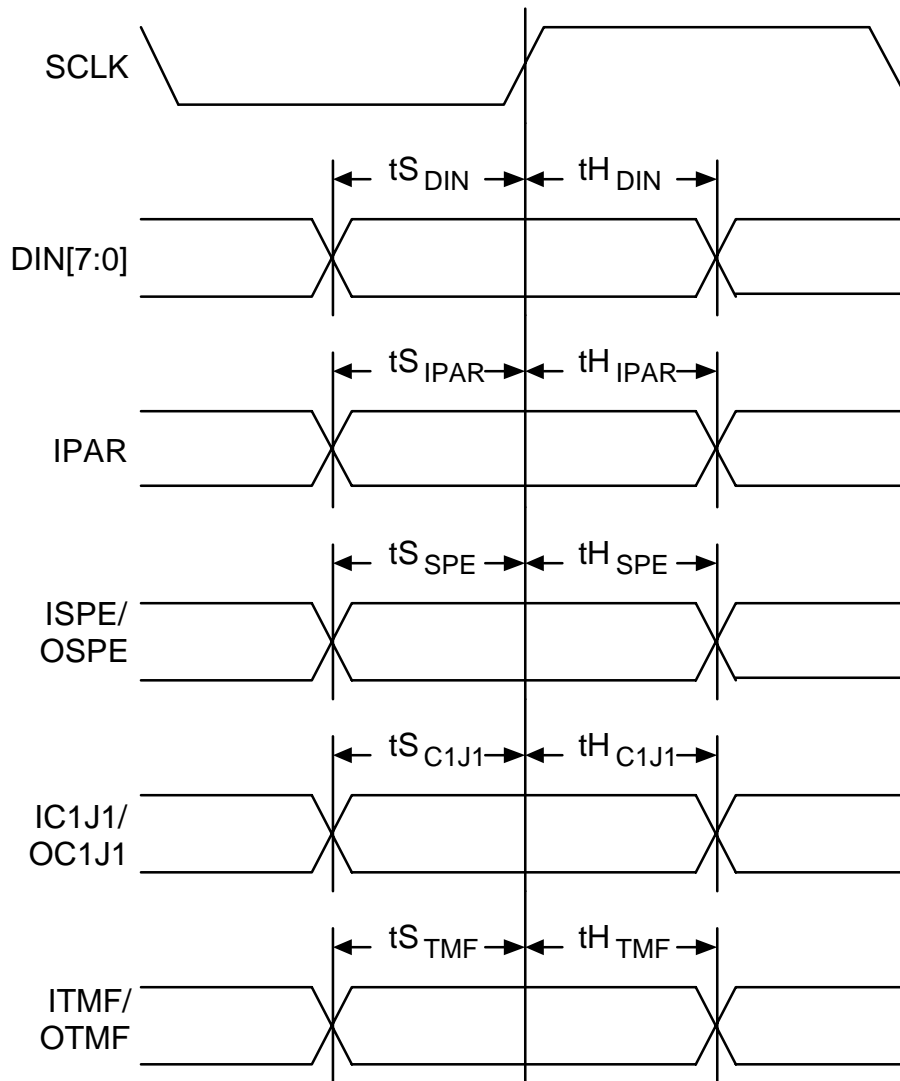 SCLK
tS DIN tH DIN
DIN[7:0]
tS IPAR tH IPAR
IPAR
tS SPE tH SPE
ISPE/
OSPE
tS C1J1 tH C1J1
IC1J1/
OC1J1
tS TMF tH TMF
ITMF/
OTMF